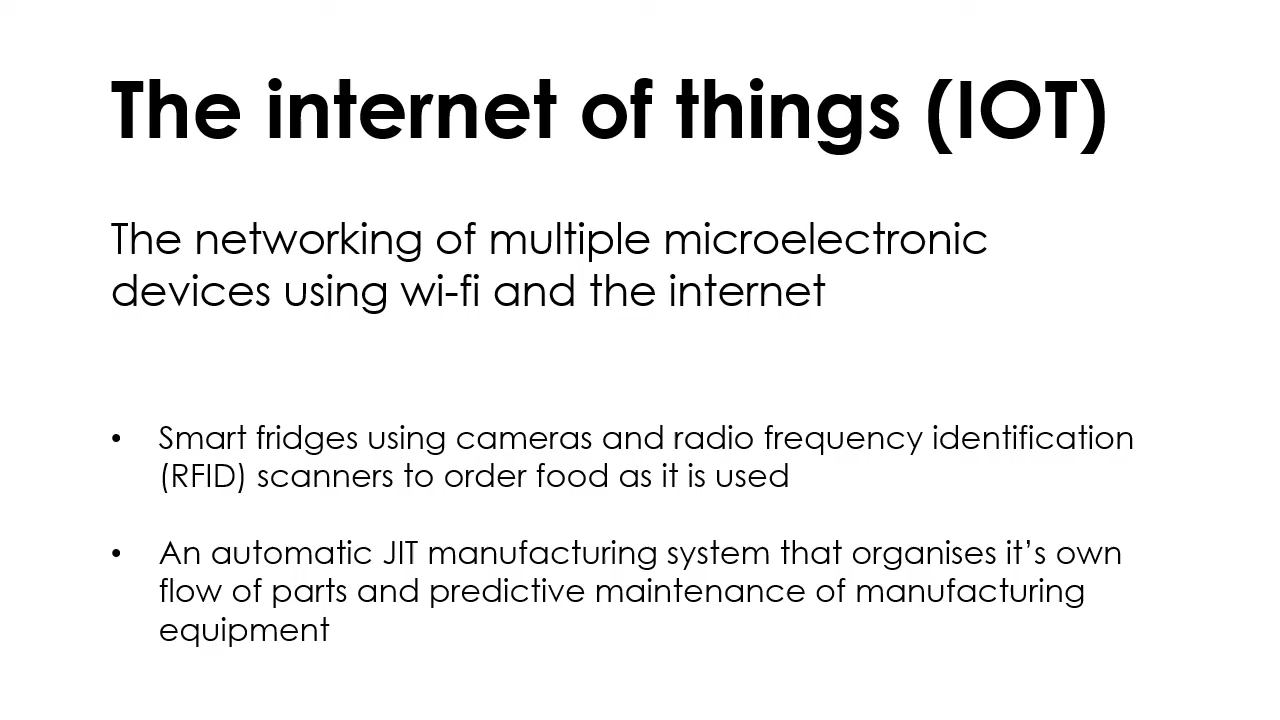 The internet of things (IOT)
The networking of multiple microelectronic
devices using wi-fi and the internet
• Smart fridges using cameras and radio frequency identification
(RFID) scanners to order food as it is used
• An automatic JIT manufacturing system that organises it’s own
flow of parts and predictive maintenance of manufacturing
equipment